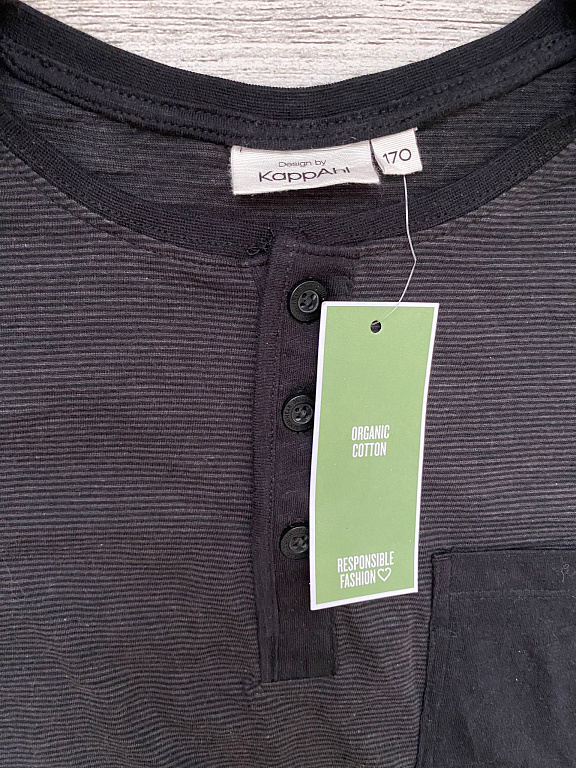 Design by
KappAhl
170
ORGANIC
COTTON
RESPONSIBLE
FASHION♡